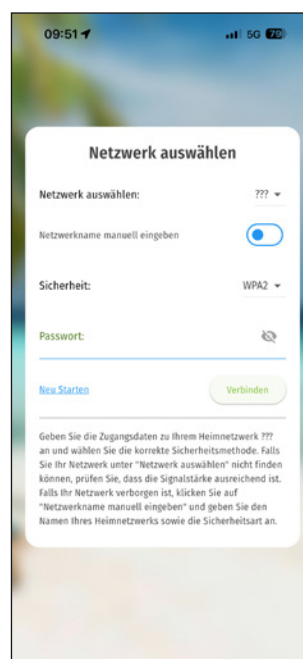 09:51 5G 79
Netzwerk auswählen
Netzwerk auswählen: ???
Netzwerkname manuell eingeben
Sicherheit: WPA2
Passwort:
Neu Starten Verbinden
Geben Sie die Zugangsdaten zu Ihrem Heimnetzwerk ???
an und wählen Sie die korrekte Sicherheitsmethode. Falls
Sie Ihr Netzwerk unter "Netzwerk auswählen" nicht finden
können, prüfen Sie, dass die Signalstärke ausreichend ist.
Falls Ihr Netzwerk verborgen ist, klicken Sie auf
"Netzwerkname manuell eingeben" und geben Sie den
Namen Ihres Heimnetzwerks sowie die Sicherheitsart an.